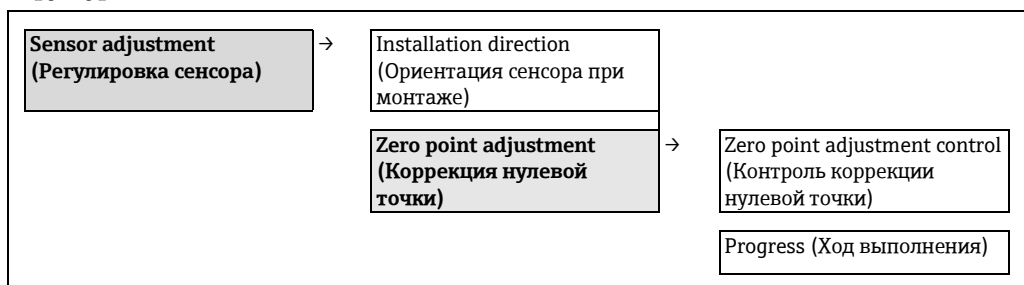 Sensor adjustment
(Регулировка сенсора)
→
Installation direction
(Ориентация сенсора при
монтаже)
Zero point adjustment
(Коррекция нулевой
точки)
→
Zero point adjustment control
(Контроль коррекции
нулевой точки)
Progress (Ход выполнения)